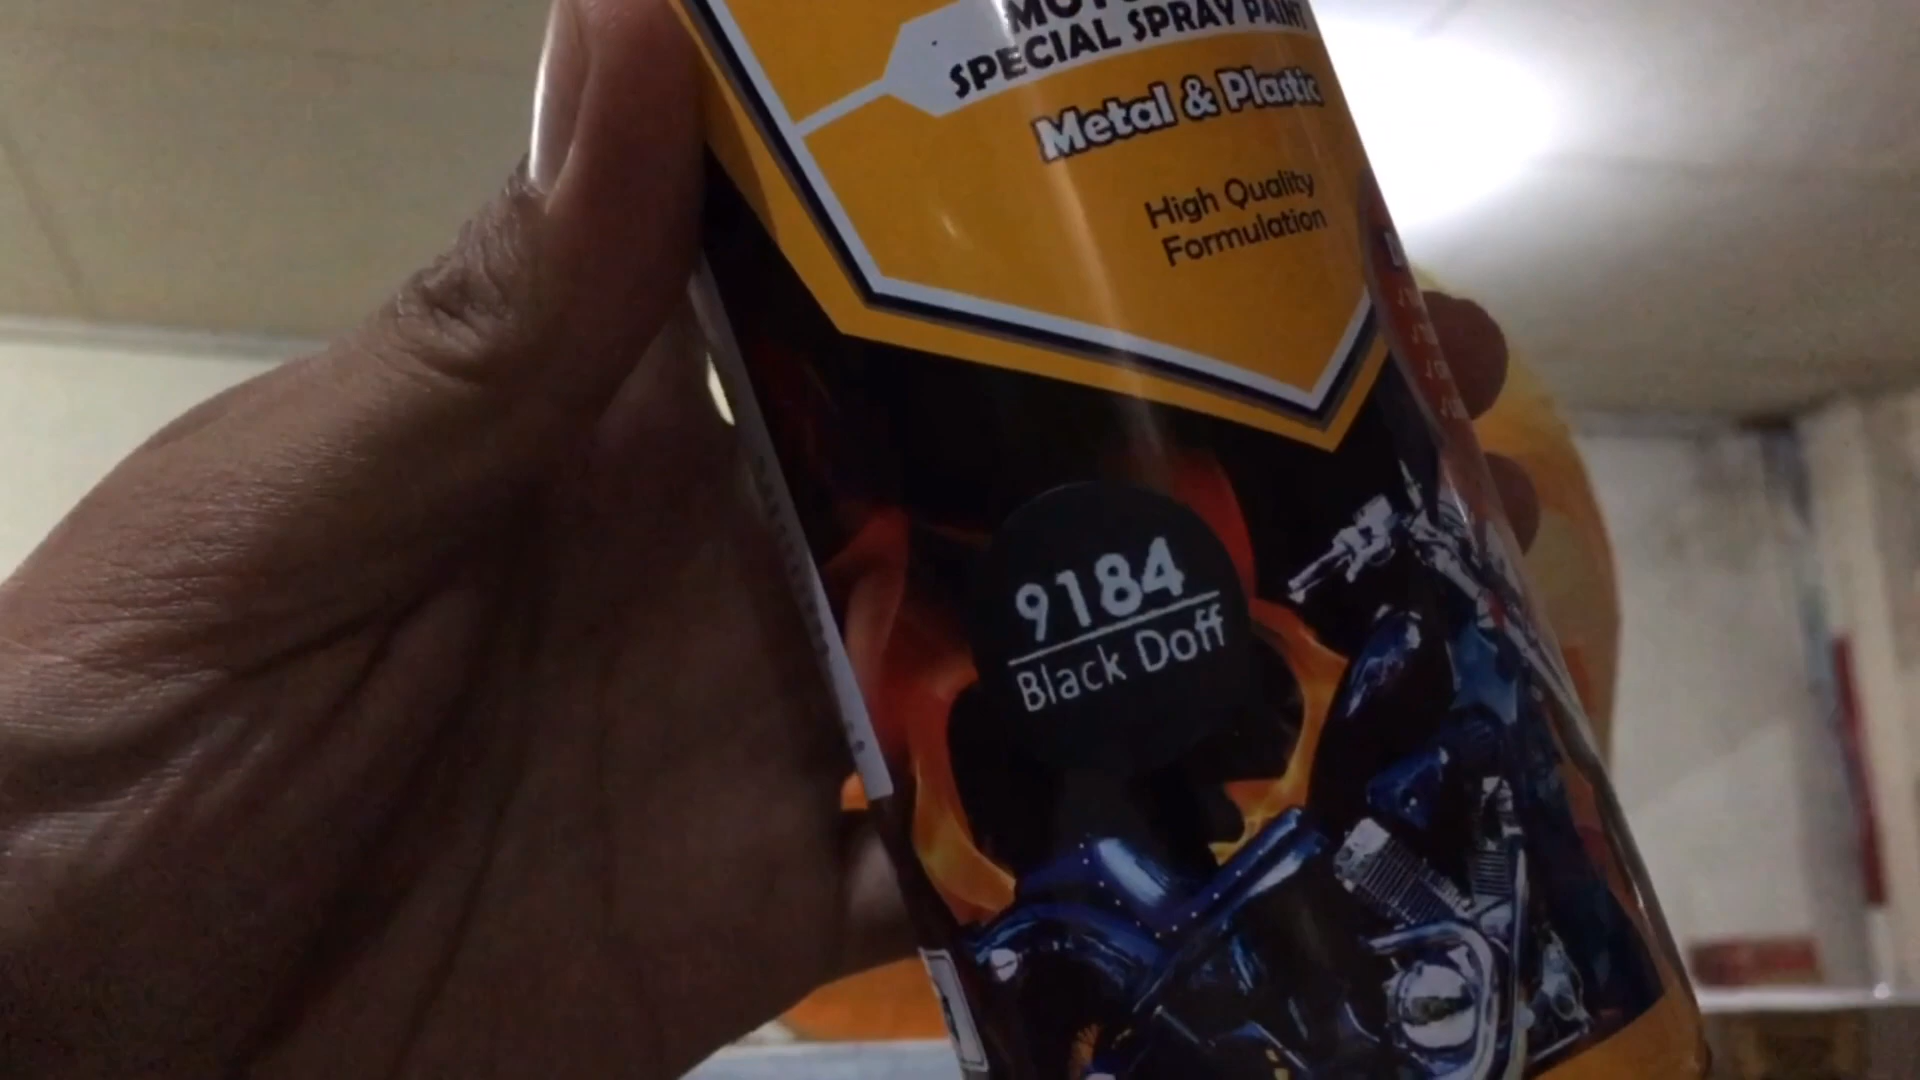 SPECIAL SPRAY PAINT
Metal & Plastic
High Quality
Formulation
9184
Black Doff